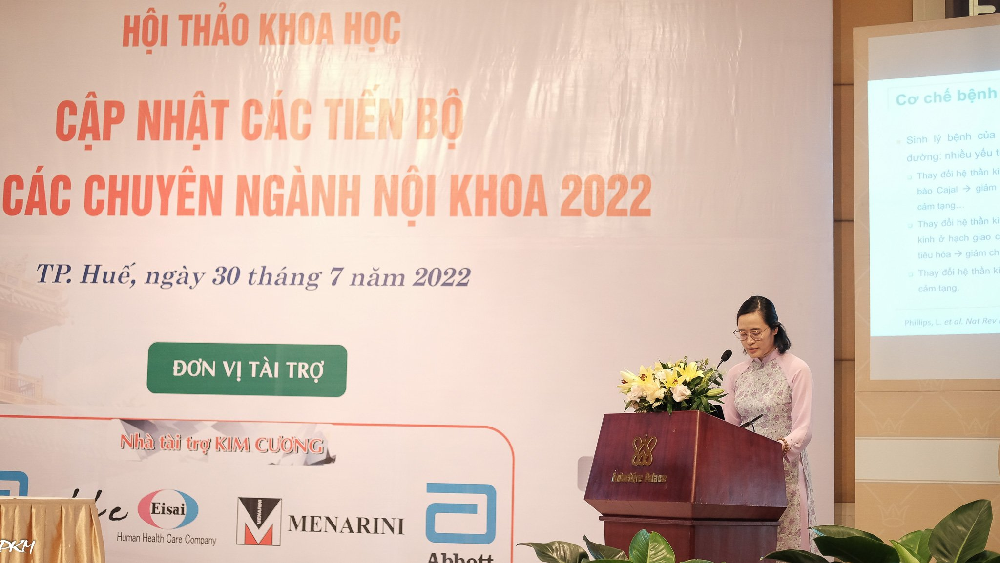 HỘI THẢO KHOA HỌC
CẬP NHẬT CÁC TIẾN BỘ
CÁC CHUYÊN NGÀNH NỘI KHOA 2022
TP. Huế, ngày 30 tháng 7 năm 2022
ĐƠN VỊ TÀI TRỢ
Nhà tài trợ KIM CƯƠNG
Eisai
Human Health Care Company
MENARINI
MENARINI
Abbott
Indochine Palace
Cơ chế bệnh
Sinh lý bệnh của
đường: nhiều yếu
Thay đổi hệ thần
bào Cajal → giảm
cảm tạng...
Thay đổi hệ thần
kinh ở hạch giao
tiêu hóa → giảm
Thay đổi hệ thần
cảm tạng.
Phillips, L. et al. Nat Rev
PKM